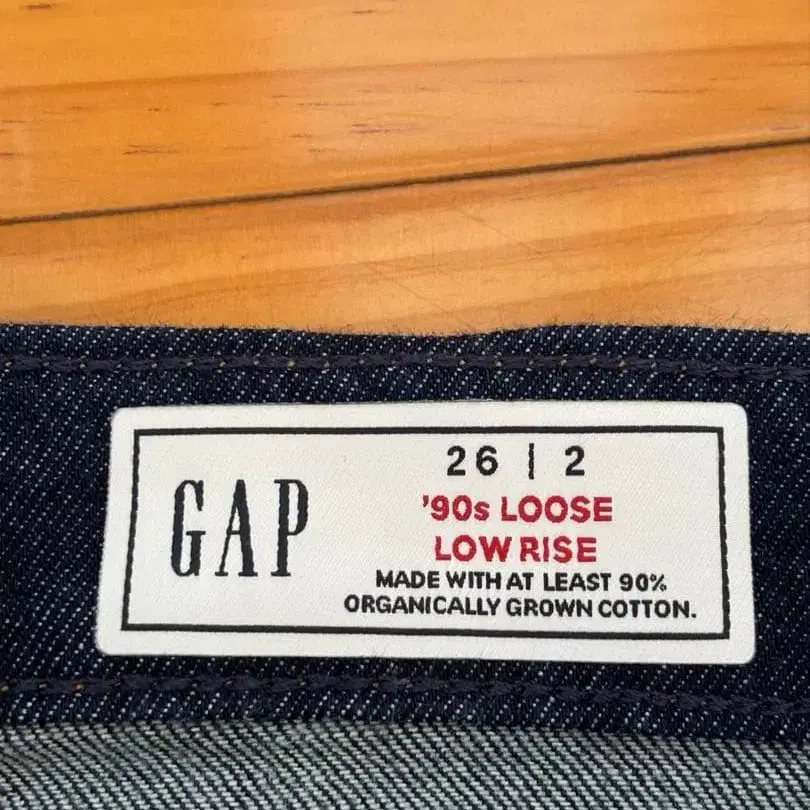 GAP
26 | 2
'90s LOOSE
LOW RISE
MADE WITH AT LEAST 90%
ORGANICALLY GROWN COTTON.